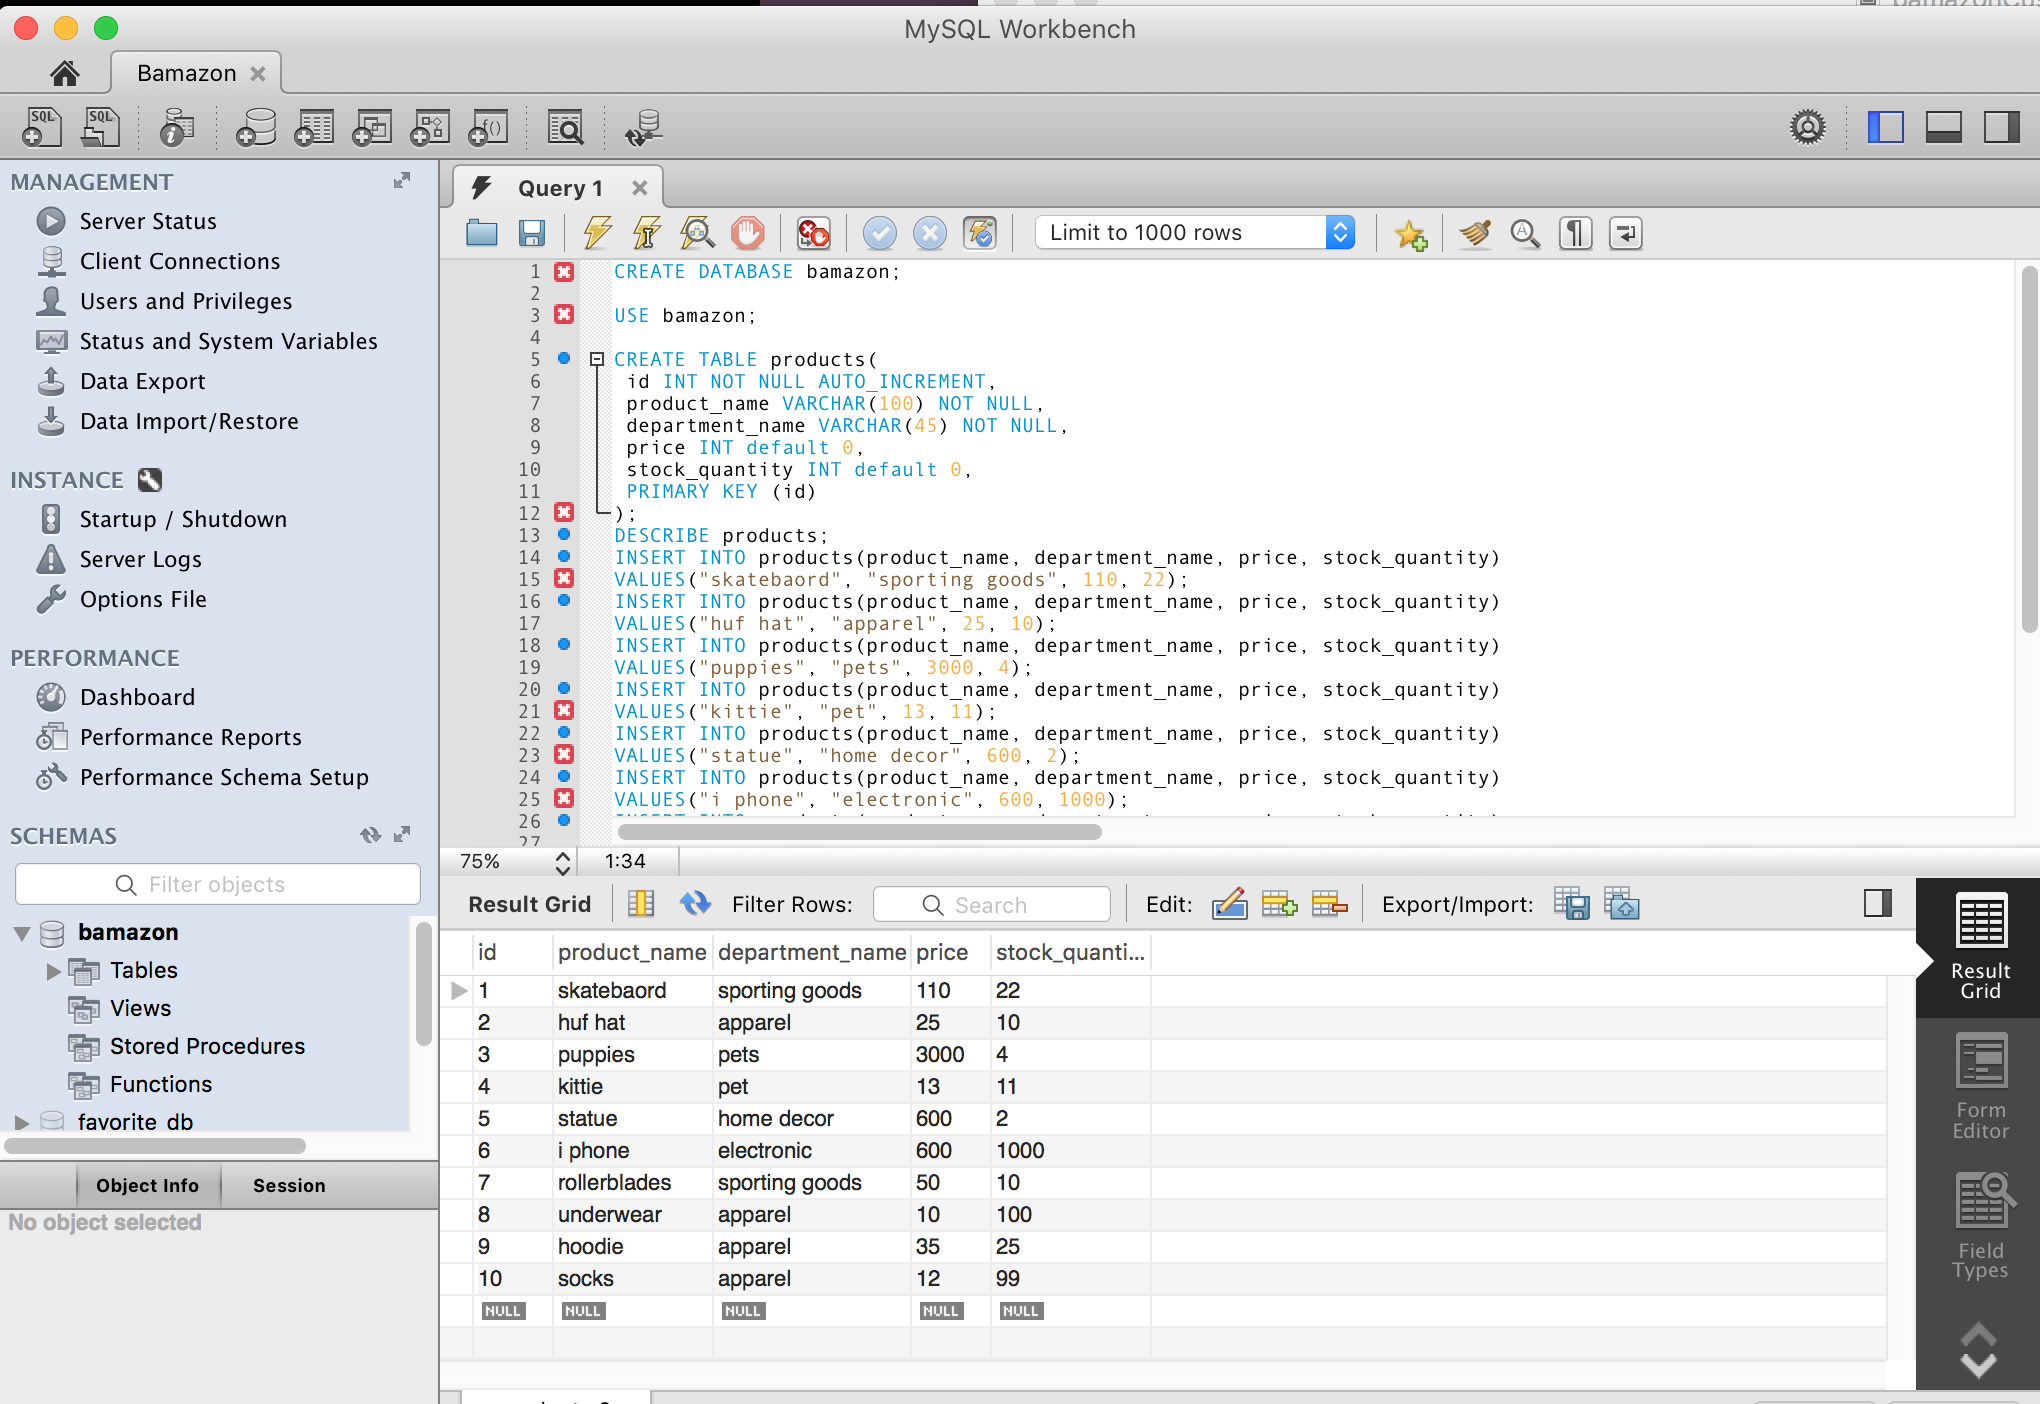 bamazonCus
MySQL Workbench
Bamazon
SQL
SQL
MANAGEMENT
Server Status
Client Connections
Users and Privileges
Status and System Variables
Data Export
Data Import/Restore
INSTANCE
Startup / Shutdown
Server Logs
Options File
PERFORMANCE
Dashboard
Performance Reports
Performance Schema Setup
SCHEMAS
Filter objects
bamazon
Tables
Views
Stored Procedures
Functions
favorite_db
Object Info Session
No object selected
Query 1
Limit to 1000 rows
1 CREATE DATABASE bamazon;
2
3 USE bamazon;
4
5 CREATE TABLE products(
6 id INT NOT NULL AUTO_INCREMENT,
7 product_name VARCHAR(100) NOT NULL,
8 department_name VARCHAR(45) NOT NULL,
9 price INT default 0,
10 stock_quantity INT default 0,
11 PRIMARY KEY (id)
12 );
13 DESCRIBE products;
14 INSERT INTO products(product_name, department_name, price, stock_quantity)
15 VALUES("skatebaord", "sporting goods", 110, 22);
16 INSERT INTO products(product_name, department_name, price, stock_quantity)
17 VALUES("huf hat", "apparel", 25, 10);
18 INSERT INTO products(product_name, department_name, price, stock_quantity)
19 VALUES("puppies", "pets", 3000, 4);
20 INSERT INTO products(product_name, department_name, price, stock_quantity)
21 VALUES("kittie", "pet", 13, 11);
22 INSERT INTO products(product_name, department_name, price, stock_quantity)
23 VALUES("statue", "home decor", 600, 2);
24 INSERT INTO products(product_name, department_name, price, stock_quantity)
25 VALUES("i phone", "electronic", 600, 1000);
26
27
75% 1:34
Result Grid Filter Rows: Search Edit: Export/Import:
id product_name department_name price stock_quanti...
1 skatebaord sporting goods 110 22
2 huf hat apparel 25 10
3 puppies pets 3000 4
4 kittie pet 13 11
5 statue home decor 600 2
6 i phone electronic 600 1000
7 rollerblades sporting goods 50 10
8 underwear apparel 10 100
9 hoodie apparel 35 25
10 socks apparel 12 99
NULL NULL NULL NULL NULL
Result
Grid
Form
Editor
Field
Types